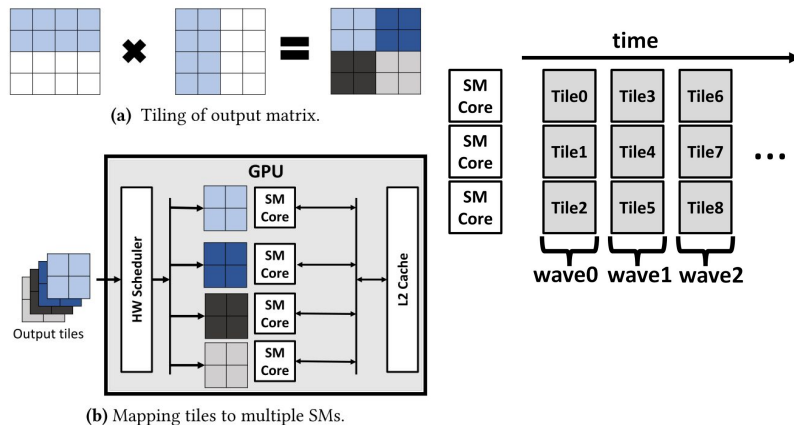 (a) Tiling of output matrix.
GPU
HW Scheduler
SM
Core
SM
Core
SM
Core
SM
Core
L2 Cache
Output tiles
(b) Mapping tiles to multiple SMs.
time
SM
Core
Tile0
Tile3
Tile6
SM
Core
Tile1
Tile4
Tile7
...
SM
Core
Tile2
Tile5
Tile8
wave0
wave1
wave2